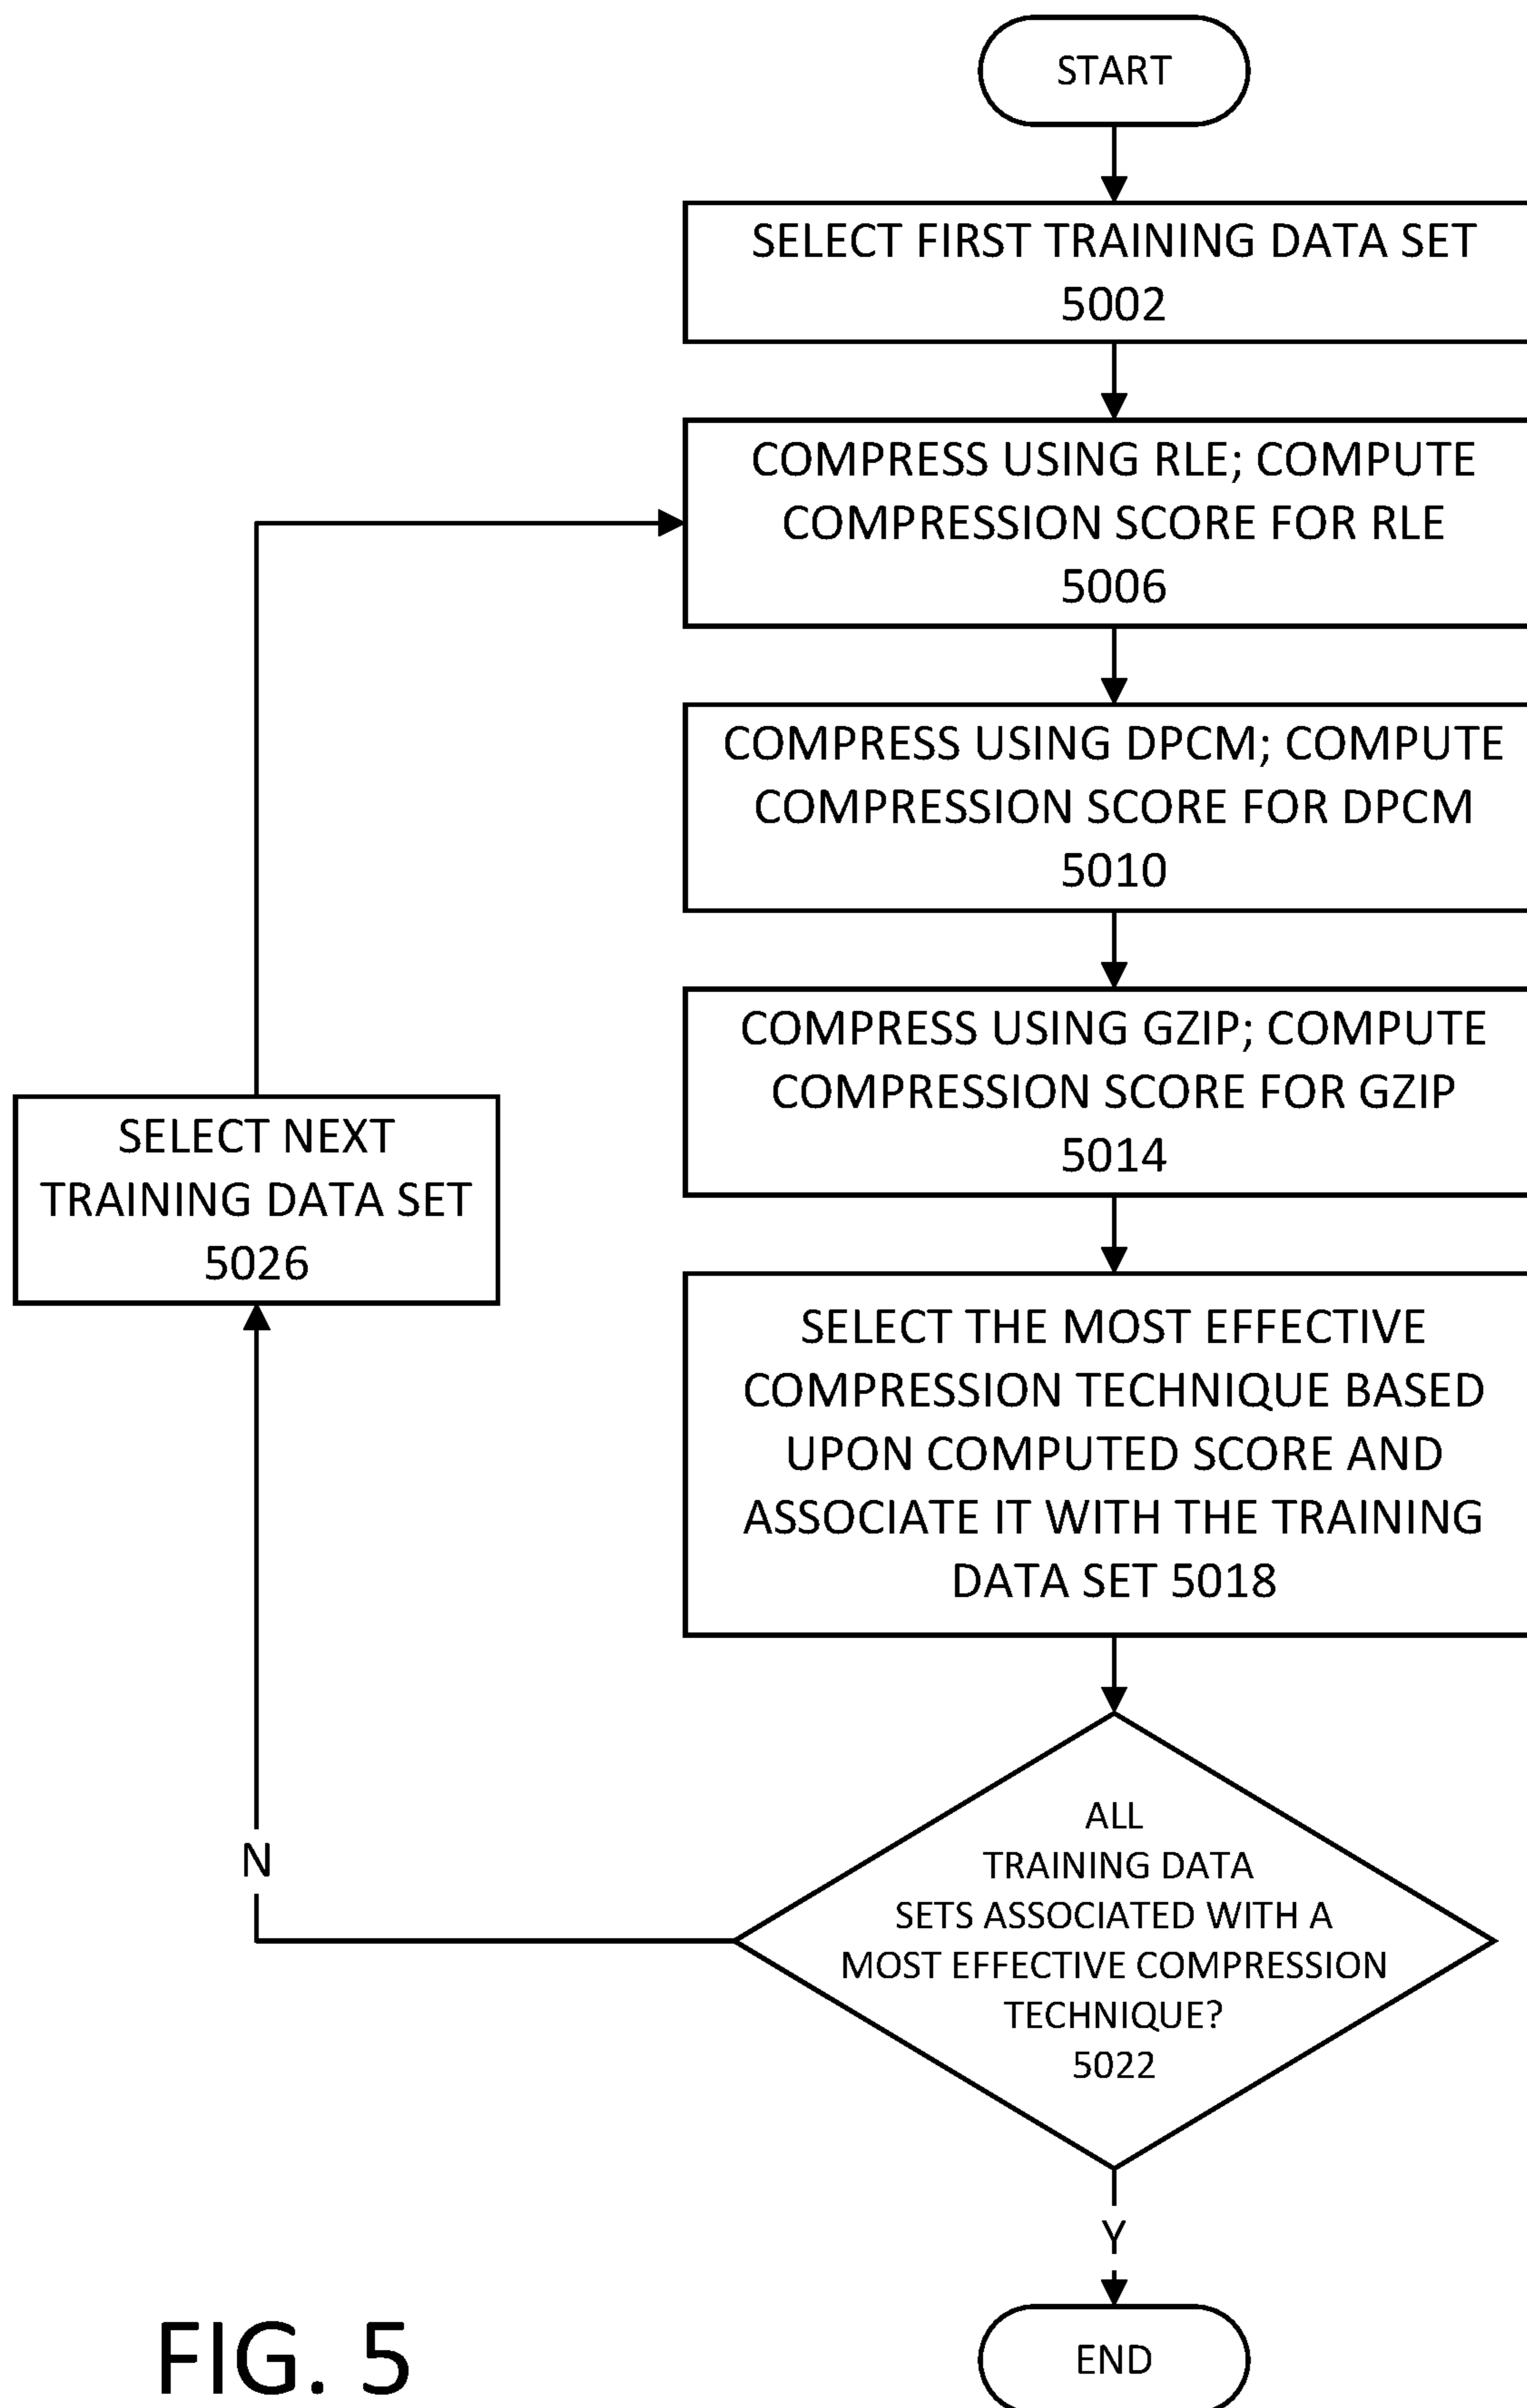 START
SELECT FIRST TRAINING DATA SET
5002
COMPRESS USING RLE; COMPUTE
COMPRESSION SCORE FOR RLE
5006
COMPRESS USING DPCM; COMPUTE
COMPRESSION SCORE FOR DPCM
5010
COMPRESS USING GZIP; COMPUTE
COMPRESSION SCORE FOR GZIP
5014
SELECT THE MOST EFFECTIVE
COMPRESSION TECHNIQUE BASED
UPON COMPUTED SCORE AND
ASSOCIATE IT WITH THE TRAINING
DATA SET 5018
ALL
TRAINING DATA
SETS ASSOCIATED WITH A
MOST EFFECTIVE COMPRESSION
TECHNIQUE?
5022
N
SELECT NEXT
TRAINING DATA SET
5026
Y
END
FIG. 5